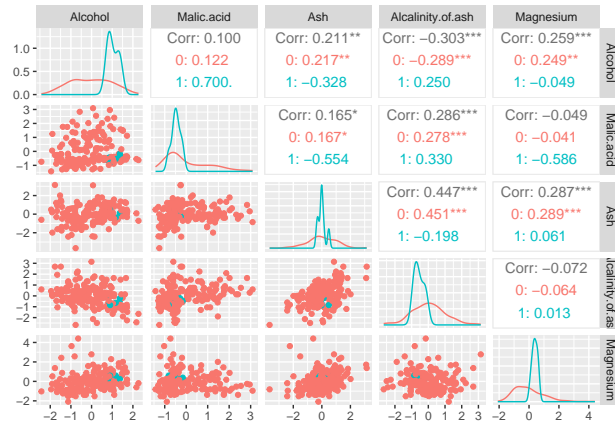 Alcohol Malic.acid Ash Alcalinity.of.ash Magnesium
1.5
1.0
0.5
0.0
Corr: 0.100
0: 0.122
1: 0.700.
Corr: 0.211**
0: 0.217**
1: −0.328
Corr: −0.303***
0: −0.289***
1: 0.250
Corr: 0.259***
0: 0.249**
1: −0.049
Alcohol
3
2
1
0
−1
Corr: 0.165*
0: 0.167*
1: −0.554
Corr: 0.286***
0: 0.278***
1: 0.330
Corr: −0.049
0: −0.041
1: −0.586
Malic.acid
2
0
−2
Corr: 0.447***
0: 0.451***
1: −0.198
Corr: 0.287***
0: 0.289***
1: 0.061
Ash
3
2
1
0
−1
−2
Corr: −0.072
0: −0.064
1: 0.013
lcalinity.of.as
4
3
2
1
0
−1
−2
Magnesium
−2 −1 0 1 2 −1 0 1 2 3 −2 0 2 −2 −1 0 1 2 3 −2 0 2 4